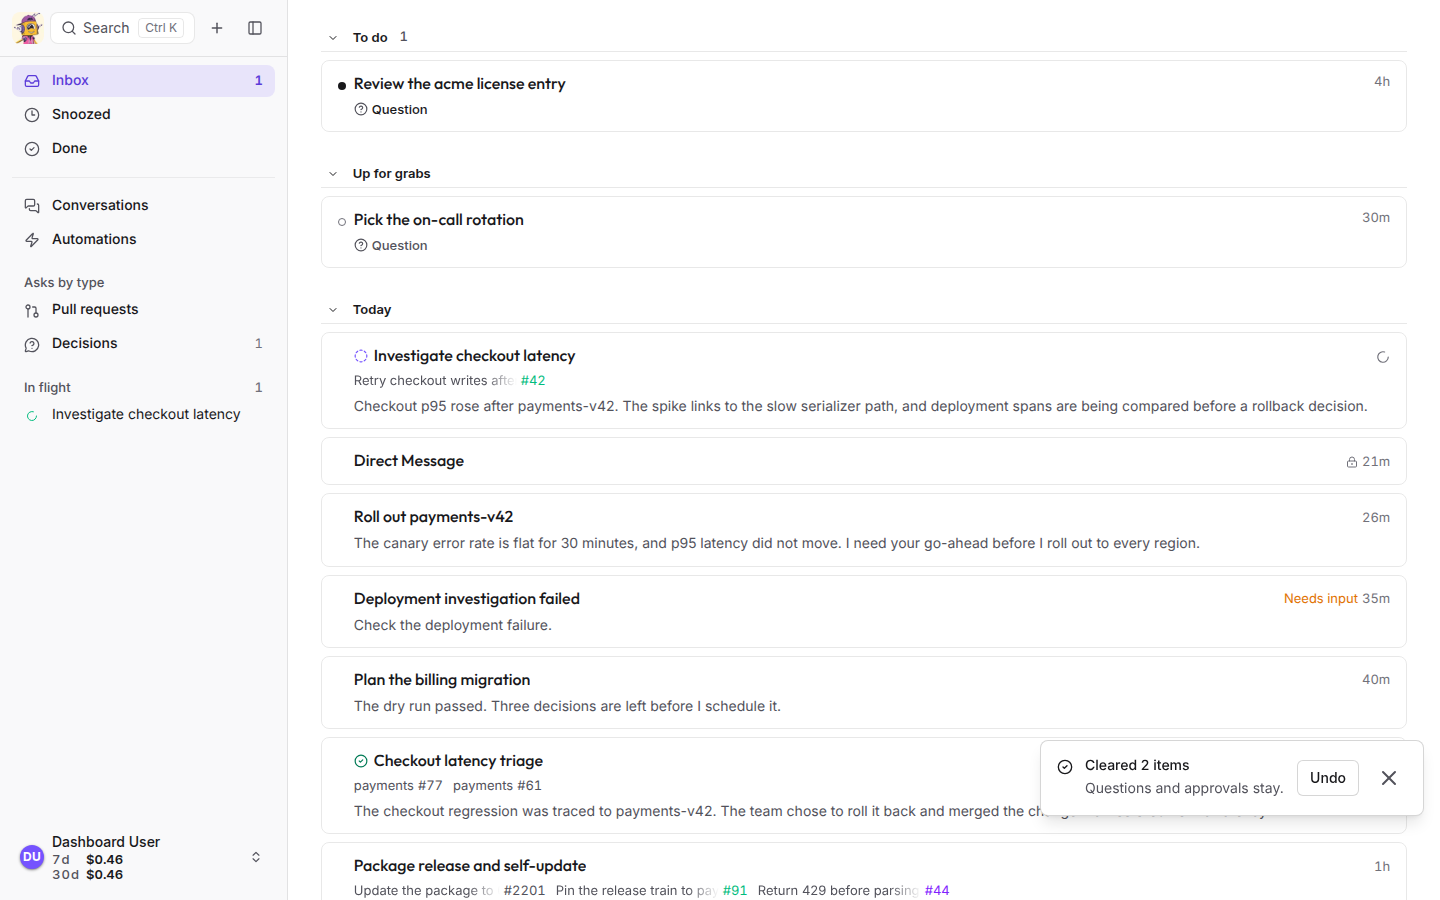 Search Ctrl K
Inbox 1
Snoozed
Done
Conversations
Automations
Asks by type
Pull requests
Decisions 1
In flight 1
Investigate checkout latency
DU Dashboard User
7d $0.46
30d $0.46
To do 1
Review the acme license entry 4h
Question
Up for grabs
Pick the on-call rotation 30m
Question
Today
Investigate checkout latency
Retry checkout writes afte #42
Checkout p95 rose after payments-v42. The spike links to the slow serializer path, and deployment spans are being compared before a rollback decision.
Direct Message 21m
Roll out payments-v42 26m
The canary error rate is flat for 30 minutes, and p95 latency did not move. I need your go-ahead before I roll out to every region.
Deployment investigation failed Needs input 35m
Check the deployment failure.
Plan the billing migration 40m
The dry run passed. Three decisions are left before I schedule it.
Checkout latency triage
payments #77 payments #61
The checkout regression was traced to payments-v42. The team chose to roll it back and merged the
Cleared 2 items
Questions and approvals stay.
Undo
Package release and self-update 1h
Update the package to #2201 Pin the release train to pay #91 Return 429 before parsing #44